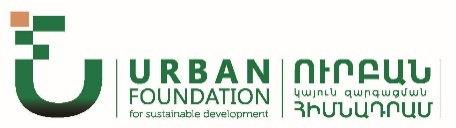 URBAN
FOUNDATION
for sustainable development
ՈՒՐԲԱՆ
կայուն զարգացման
ՀԻՄՆԱԴՐԱՄ